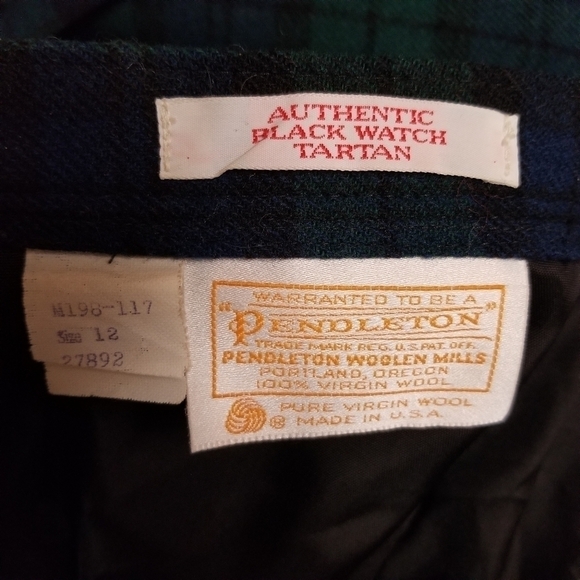 AUTHENTIC
BLACK WATCH
TARTAN
M198-117
Size 12
27892
WARRANTED TO BE A
"PENDLETON"
TRADE MARK REG. U.S. PAT. OFF.
PENDLETON WOOLEN MILLS
PORTLAND, OREGON
100% VIRGIN WOOL
PURE VIRGIN WOOL
® MADE IN U.S.A.